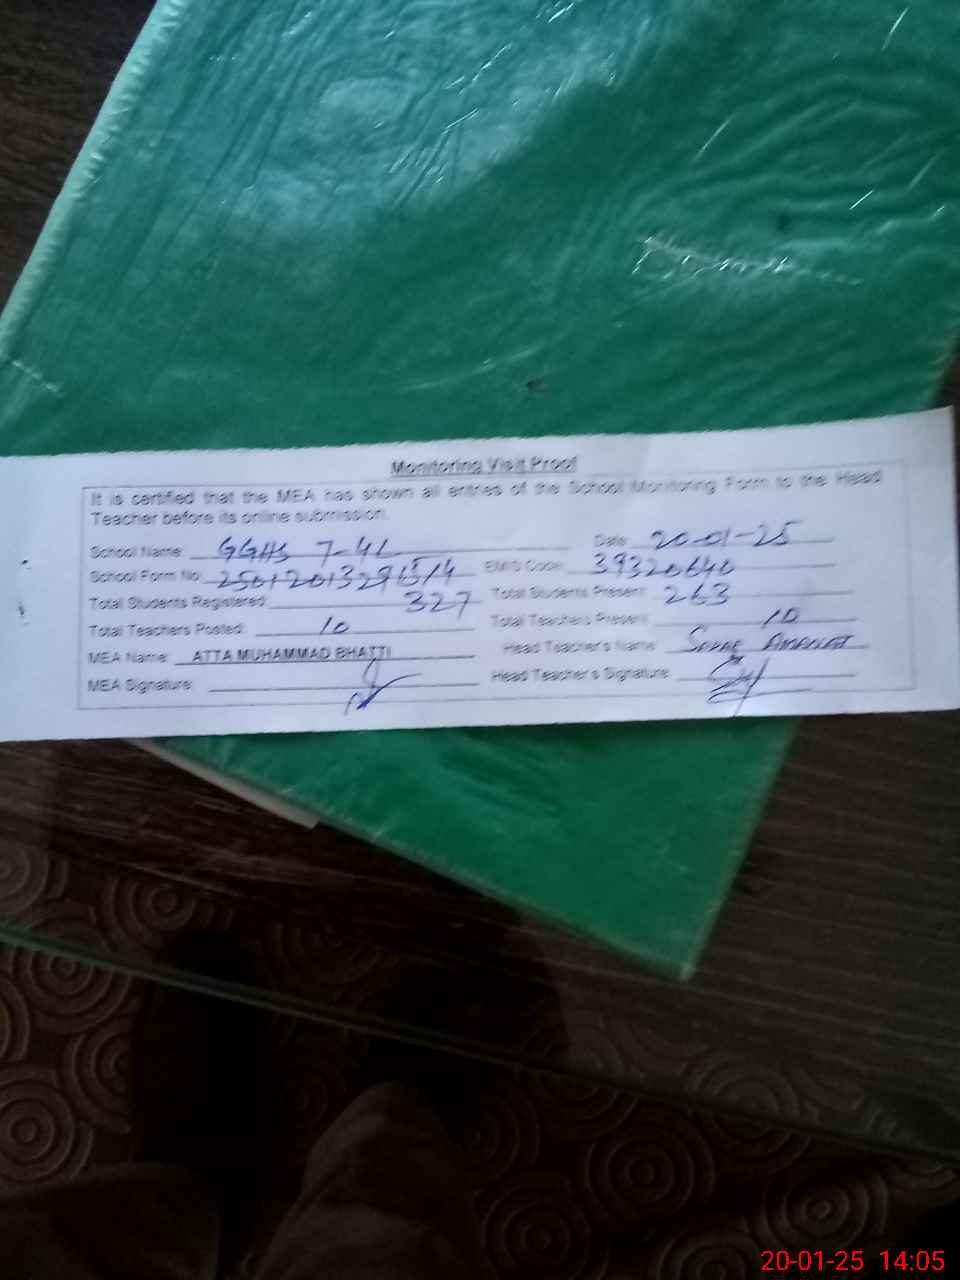 Monitoring Visit Proof
It is certified that the MEA has shown all entries of the School Monitoring Form to the Head
Teacher before its online submission.
School Name: GGHS 7-4L Date: 20-01-25
School Form No: EMIS Code: 39320640
Total Students Registered: 327 Total Students Present: 263
Total Teachers Posted: 10 Total Teachers Present: 10
MEA Name: ATTA MUHAMMAD BHATTI Head Teacher's Name:
MEA Signature: Head Teacher's Signature:
20-01-25 14:05